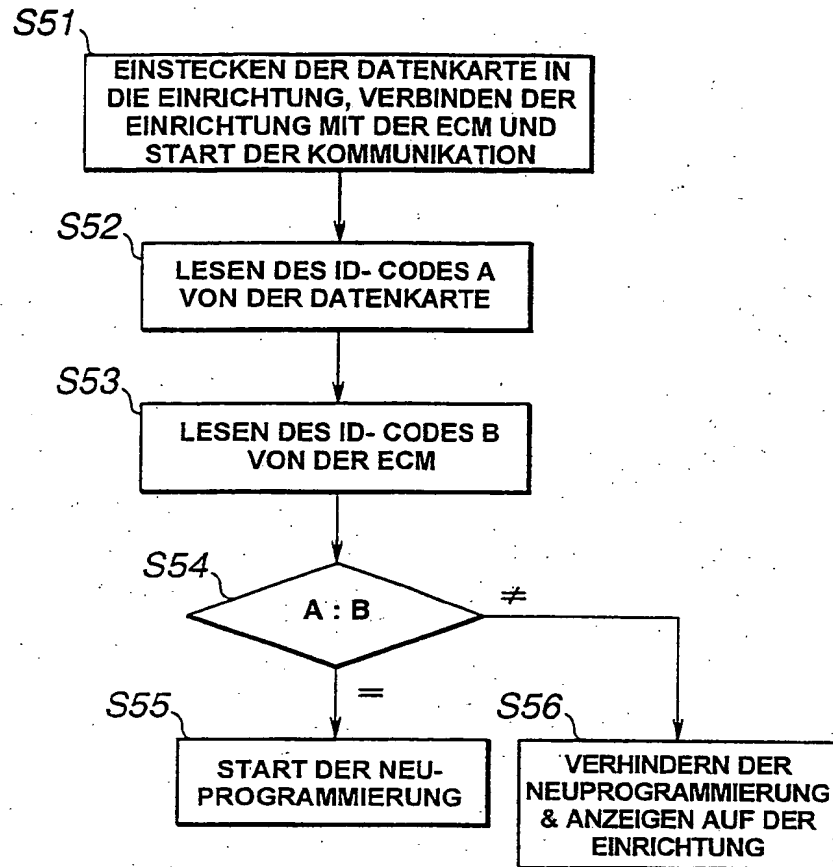 S51
EINSTECKEN DER DATENKARTE IN
DIE EINRICHTUNG, VERBINDEN DER
EINRICHTUNG MIT DER ECM UND
START DER KOMMUNIKATION
S52
LESEN DES ID- CODES A
VON DER DATENKARTE
S53
LESEN DES ID- CODES B
VON DER ECM
S54
A : B
≠
=
S55
START DER NEU-
PROGRAMMIERUNG
S56
VERHINDERN DER
NEUPROGRAMMIERUNG
& ANZEIGEN AUF DER
EINRICHTUNG